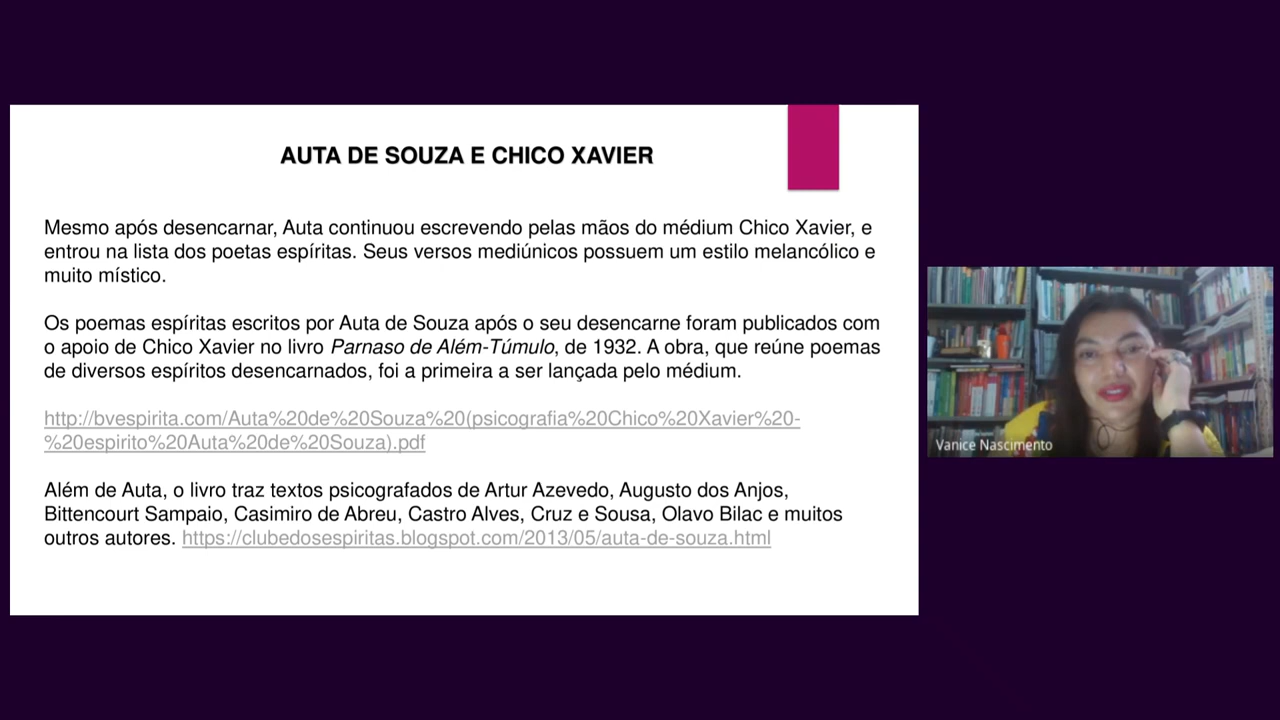 AUTA DE SOUZA E CHICO XAVIER
Mesmo após desencarnar, Auta continuou escrevendo pelas mãos do médium Chico Xavier, e
entrou na lista dos poetas espíritas. Seus versos mediúnicos possuem um estilo melancólico e
muito místico.
Os poemas espíritas escritos por Auta de Souza após o seu desencarne foram publicados com
o apoio de Chico Xavier no livro Parnaso de Além-Túmulo, de 1932. A obra, que reúne poemas
de diversos espíritos desencarnados, foi a primeira a ser lançada pelo médium.
http://bvespirita.com/Auta%20de%20Souza%20(psicografia%20Chico%20Xavier%20-
%20espirito%20Auta%20de%20Souza).pdf
Além de Auta, o livro traz textos psicografados de Artur Azevedo, Augusto dos Anjos,
Bittencourt Sampaio, Casimiro de Abreu, Castro Alves, Cruz e Sousa, Olavo Bilac e muitos
outros autores. https://clubedosespiritas.blogspot.com/2013/05/auta-de-souza.html
Vanice Nascimento